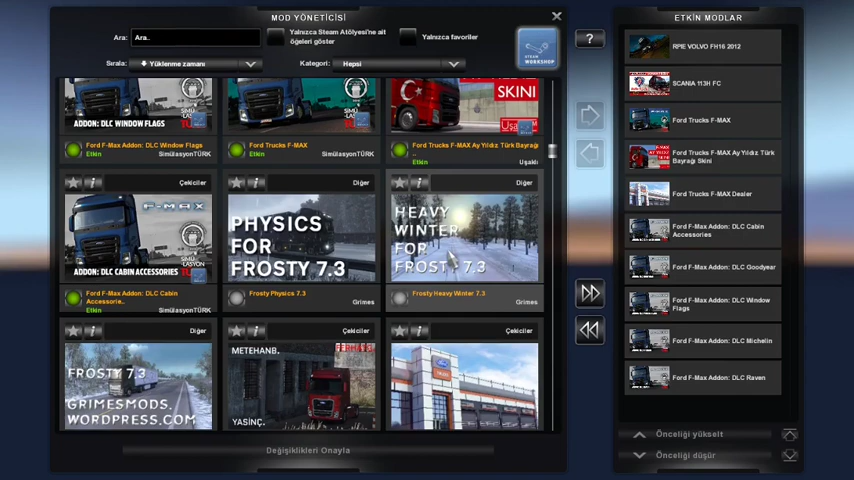 MOD YÖNETİCİSİ
Ara:
Ara..
Yalnızca Steam Atölyesi'ne ait
öğeleri göster
Yalnızca favoriler
STEAM
WORKSHOP
Sırala:
Yüklenme zamanı
Kategori:
Hepsi
ADDON: DLC WINDOW FLAGS
SKINI
Ford F-Max Addon: DLC Window Flags
Etkin
SimülasyonTÜRK
Ford Trucks F-MAX
Etkin
SimülasyonTÜRK
Ford Trucks F-MAX Ay Yıldız Türk Bayrağı
..
Etkin
Uşaklı
Çekiciler
F-MAX
SİMÜ
LASYON
ADDON: DLC CABIN ACCESSORIES
Ford F-Max Addon: DLC Cabin
Accessorie..
Etkin
SimülasyonTÜRK
Diğer
PHYSICS
FOR
FROSTY 7.3
Frosty Physics 7.3
Grimes
Diğer
HEAVY
WINTER
FOR
FROST 7.3
Frosty Heavy Winter 7.3
Grimes
Diğer
FROSTY
7.3
GRIMESMODS.
WORDPRESS.COM
Çekiciler
METEHANB.
YASİNÇ.
Çekiciler
Değişiklikleri Onayla
?
ETKİN MODLAR
RPIE VOLVO FH16 2012
SCANIA 113H FC
Ford Trucks F-MAX
Ford Trucks F-MAX Ay Yıldız Türk
Bayrağı Skini
Ford Trucks F-MAX Dealer
Ford F-Max Addon: DLC Cabin
Accessories
Ford F-Max Addon: DLC Goodyear
Ford F-Max Addon: DLC Window
Flags
Ford F-Max Addon: DLC Michelin
Ford F-Max Addon: DLC Raven
Önceliği yükselt
Önceliği düşür